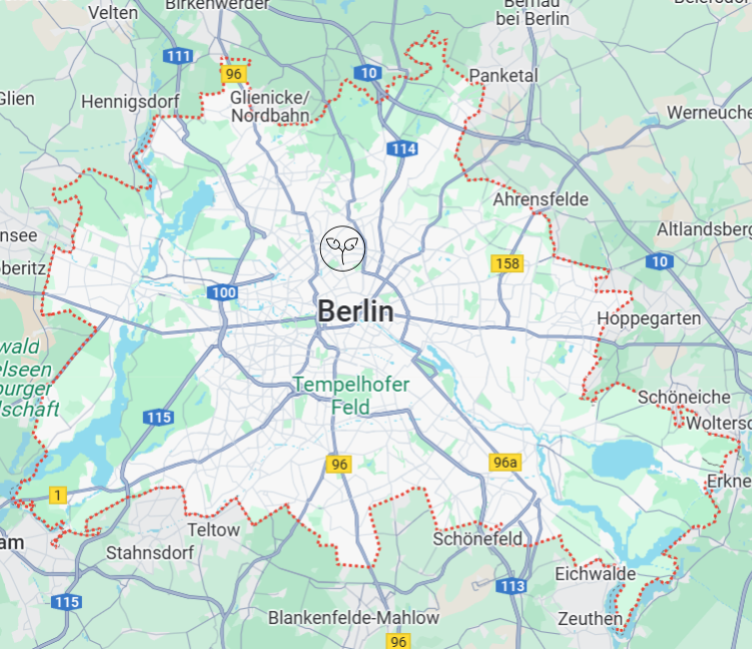 Velten
Birkenwerder
Bernau
bei Berlin
111
96
10
Panketal
Glien
Hennigsdorf
Glienicke/
Nordbahn
Werneuche
114
Ahrensfelde
nsee
Altlandsberg
beritz
158
10
100
Berlin
Hoppegarten
wald
elseen
burger
lschaft
Tempelhofer
Feld
Schöneiche
115
Woltersd
96
96a
Erkne
1
Teltow
am
Stahnsdorf
Schönefeld
Eichwalde
113
115
Blankenfelde-Mahlow
Zeuthen
96